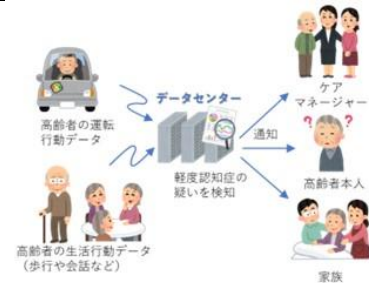 高齢者の運転
行動データ
高齢者の生活行動データ
（歩行や会話など）
データセンター
軽度認知症の
疑いを検知
通知
ケア
マネージャー
? ?
高齢者本人
家族